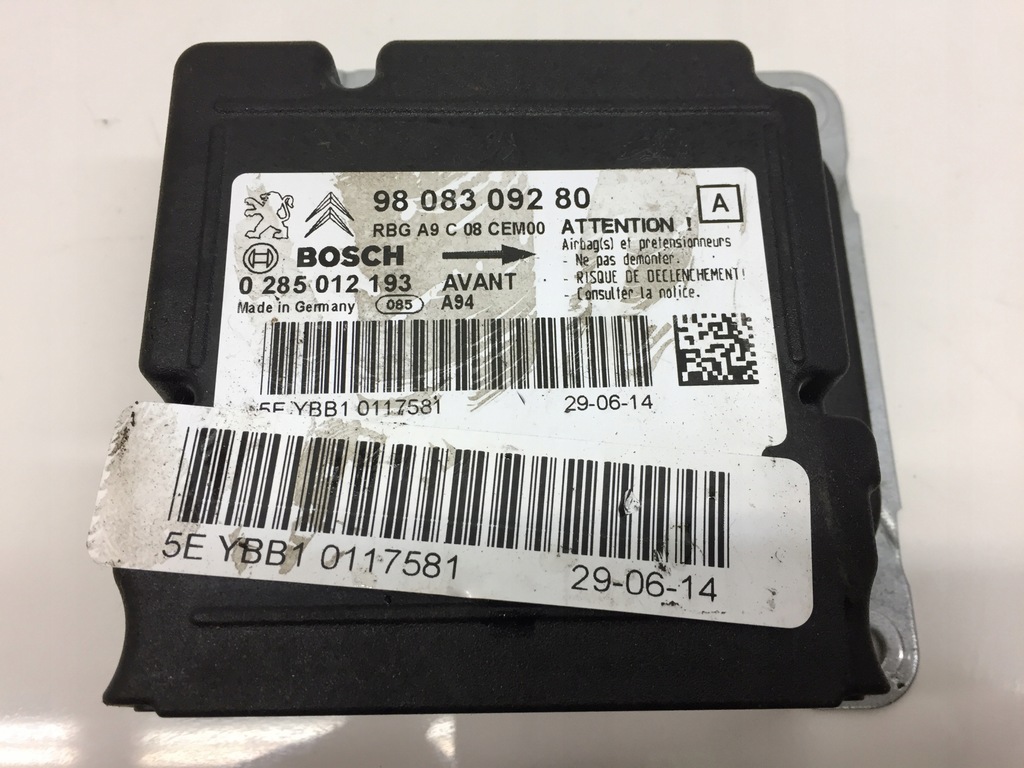 98 083 092 80
RBG A9 C 08 CEM00
ATTENTION !
A
BOSCH
Airbag(s) et pretensionneurs
- Ne pas demonter.
- RISQUE DE DECLENCHEMENT!
Consulter la notice.
0 285 012 193
AVANT
Made in Germany
085
A94
5E YBB1 0117581
29-06-14
5E YBB1 0117581
29-06-14